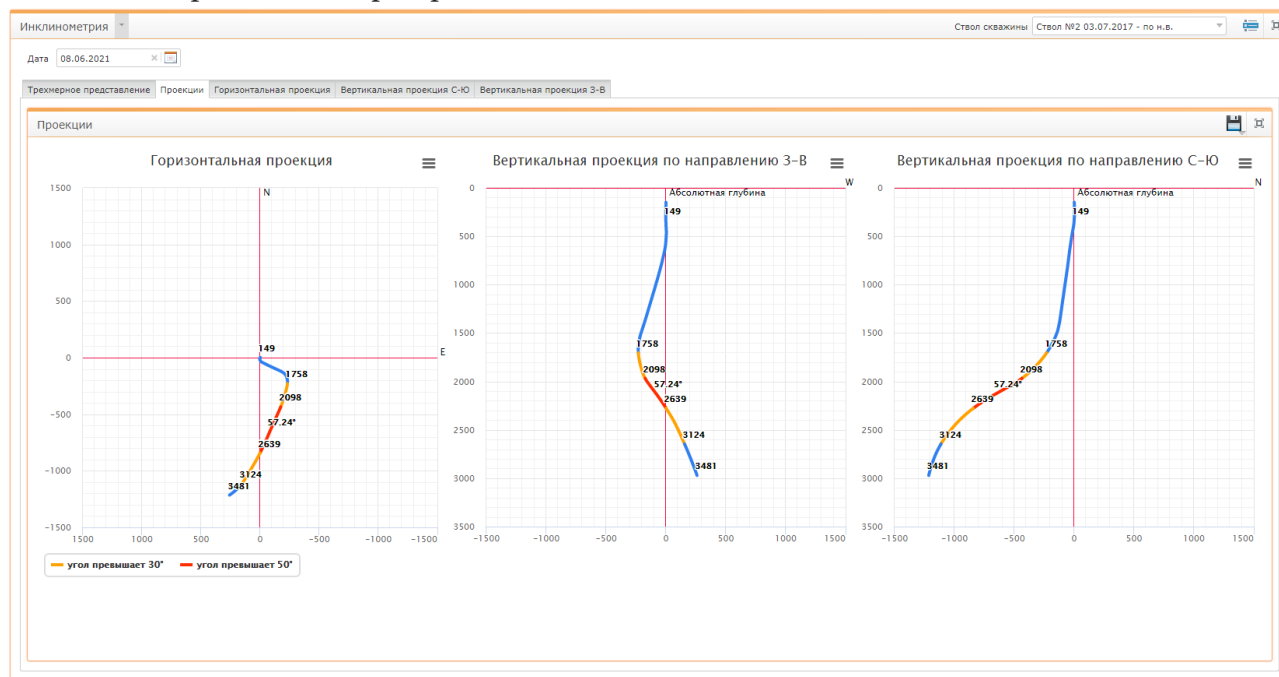 Инклинометрия
Ствол скважины Ствол №2 03.07.2017 - по н.в.
Дата 08.06.2021
Трехмерное представление Проекции Горизонтальная проекция Вертикальная проекция С-Ю Вертикальная проекция З-В
Проекции
Горизонтальная проекция
1500
1000
500
0
-500
-1000
-1500
1500 1000 500 0 -500 -1000 -1500
N
E
149
1758
2098
57.24°
2639
3124
3481
угол превышает 30° угол превышает 50°
Вертикальная проекция по направлению З-В
W
Абсолютная глубина
0
500
1000
1500
2000
2500
3000
3500
-1500 -1000 -500 0 500 1000 1500
149
1758
2098
57.24°
2639
3124
3481
Вертикальная проекция по направлению С-Ю
N
Абсолютная глубина
0
500
1000
1500
2000
2500
3000
3500
-1500 -1000 -500 0 500 1000 1500
149
1758
2098
57.24°
2639
3124
3481